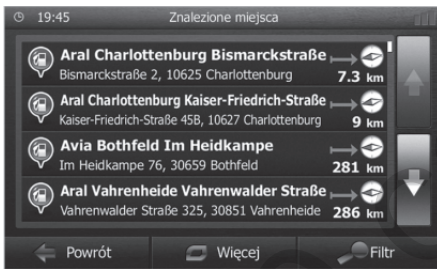 19:45 Znalezione miejsca
Aral Charlottenburg Bismarckstraße
Bismarckstraße 2, 10625 Charlottenburg 7.3 km
Aral Charlottenburg Kaiser-Friedrich-Straße
Kaiser-Friedrich-Straße 45B, 10627 Charlottenburg 9 km
Avia Bothfeld Im Heidkampe
Im Heidkampe 76, 30659 Bothfeld 281 km
Aral Vahrenheide Vahrenwalder Straße
Vahrenwalder Straße 325, 30851 Vahrenheide 286 km
Powrót Więcej Filtr